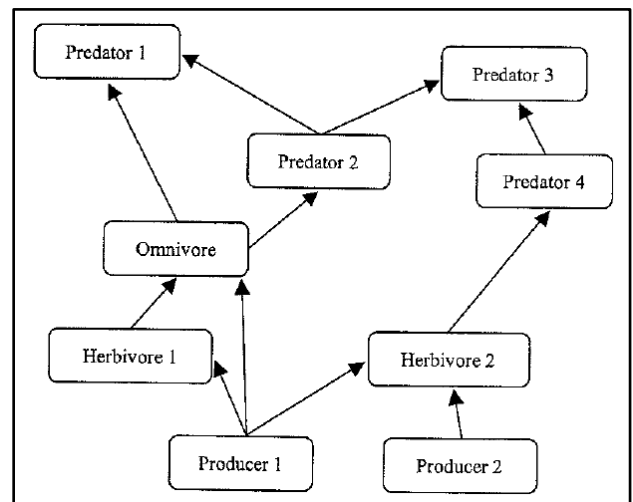 Predator 1
Predator 3
Predator 2
Predator 4
Omnivore
Herbivore 1
Herbivore 2
Producer 1
Producer 2